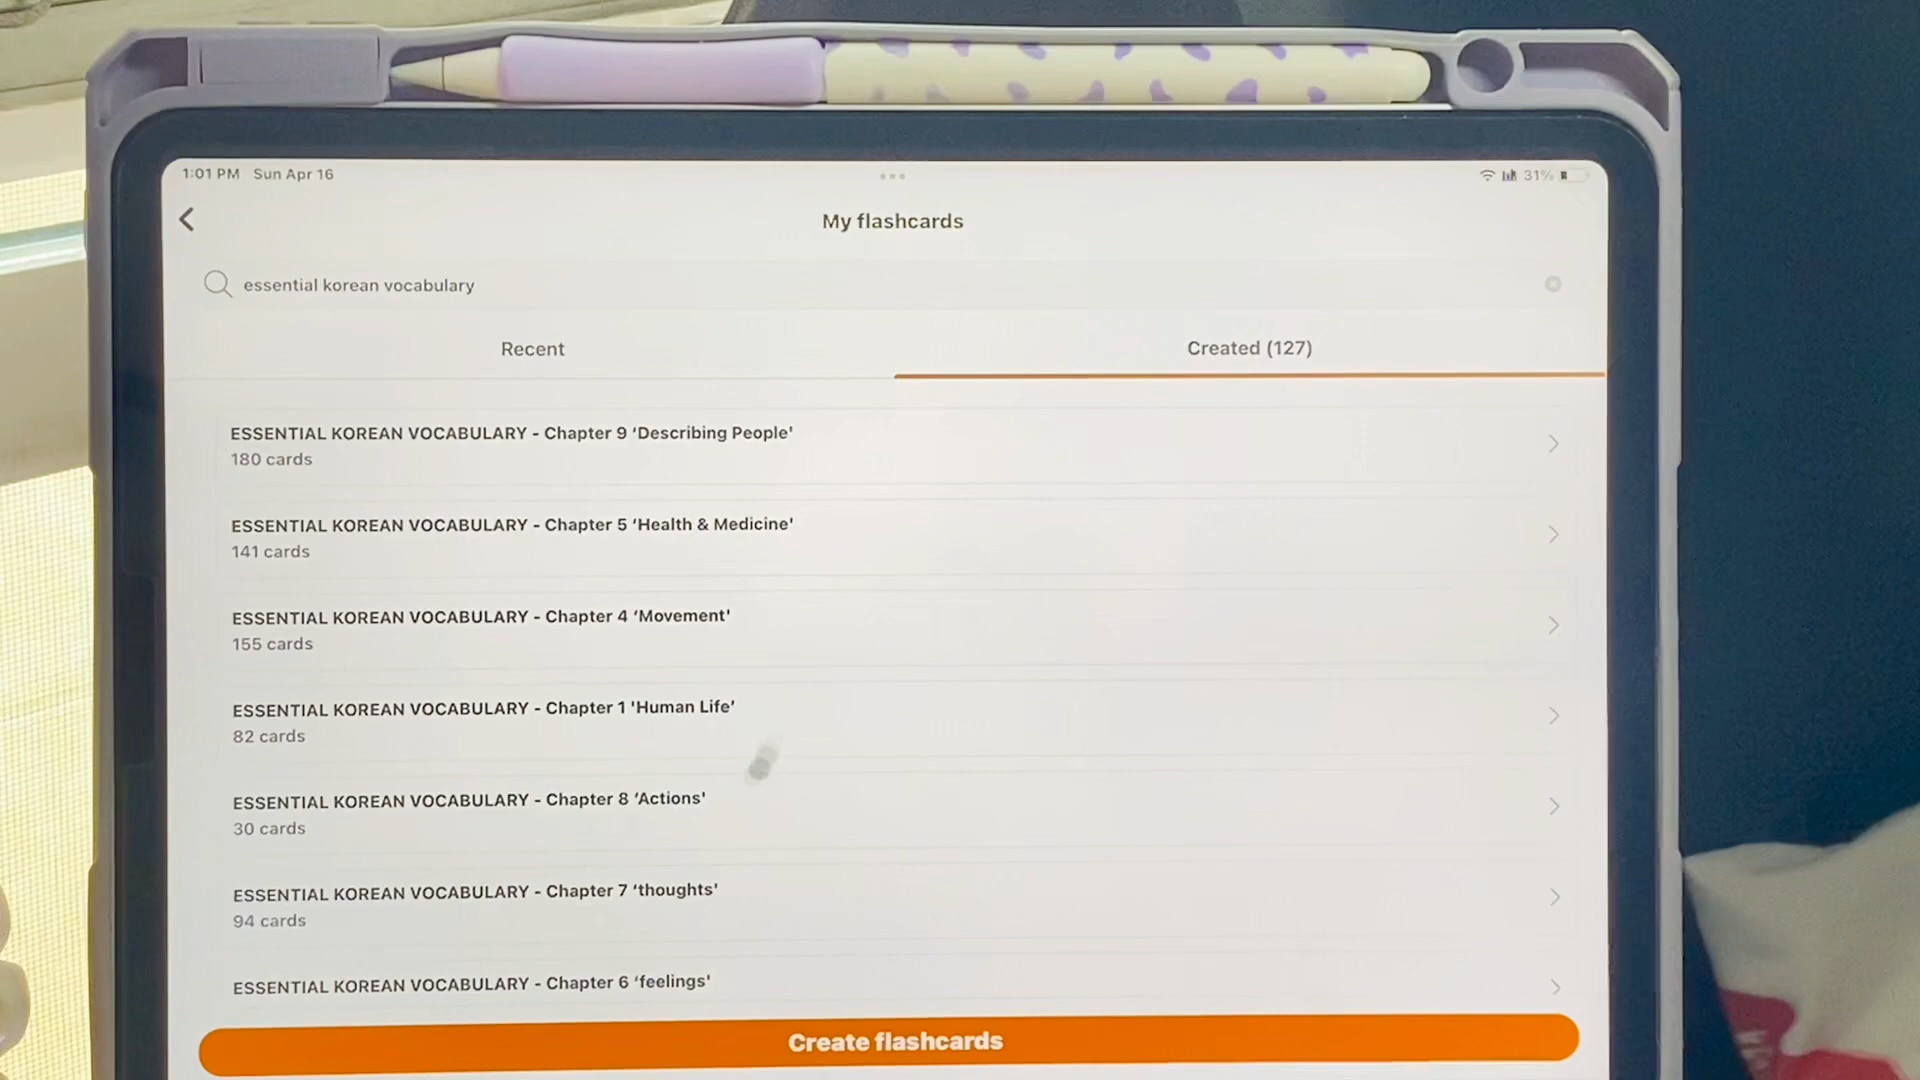 1:01 PM Sun Apr 16
31%
My flashcards
essential korean vocabulary
Recent
Created (127)
ESSENTIAL KOREAN VOCABULARY - Chapter 9 ‘Describing People'
180 cards
ESSENTIAL KOREAN VOCABULARY - Chapter 5 ‘Health & Medicine'
141 cards
ESSENTIAL KOREAN VOCABULARY - Chapter 4 ‘Movement'
155 cards
ESSENTIAL KOREAN VOCABULARY - Chapter 1 'Human Life’
82 cards
ESSENTIAL KOREAN VOCABULARY - Chapter 8 ‘Actions'
30 cards
ESSENTIAL KOREAN VOCABULARY - Chapter 7 ‘thoughts'
94 cards
ESSENTIAL KOREAN VOCABULARY - Chapter 6 ‘feelings'
Create flashcards